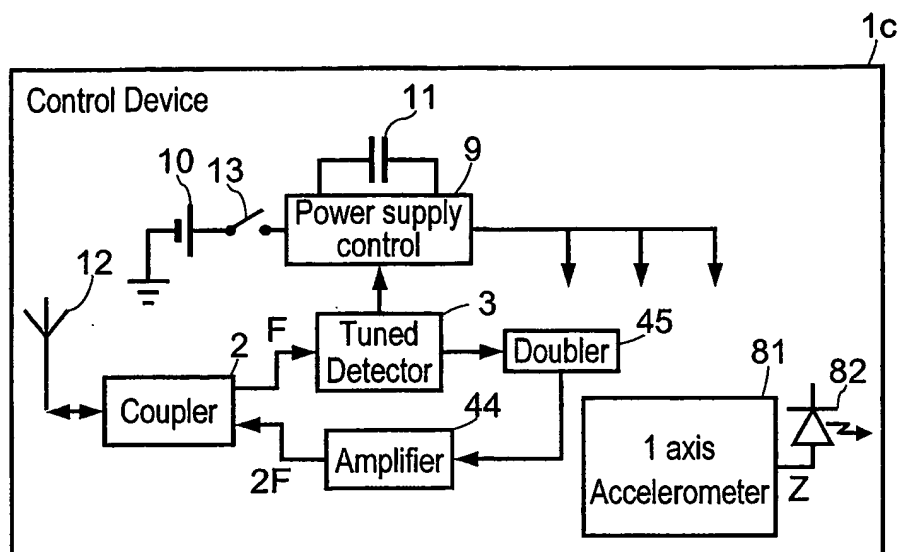 1c
Control Device
11
10
13
9
Power supply
control
12
3
F
Tuned
Detector
45
Doubler
2
Coupler
81
82
44
Amplifier
2F
1 axis
Accelerometer
Z